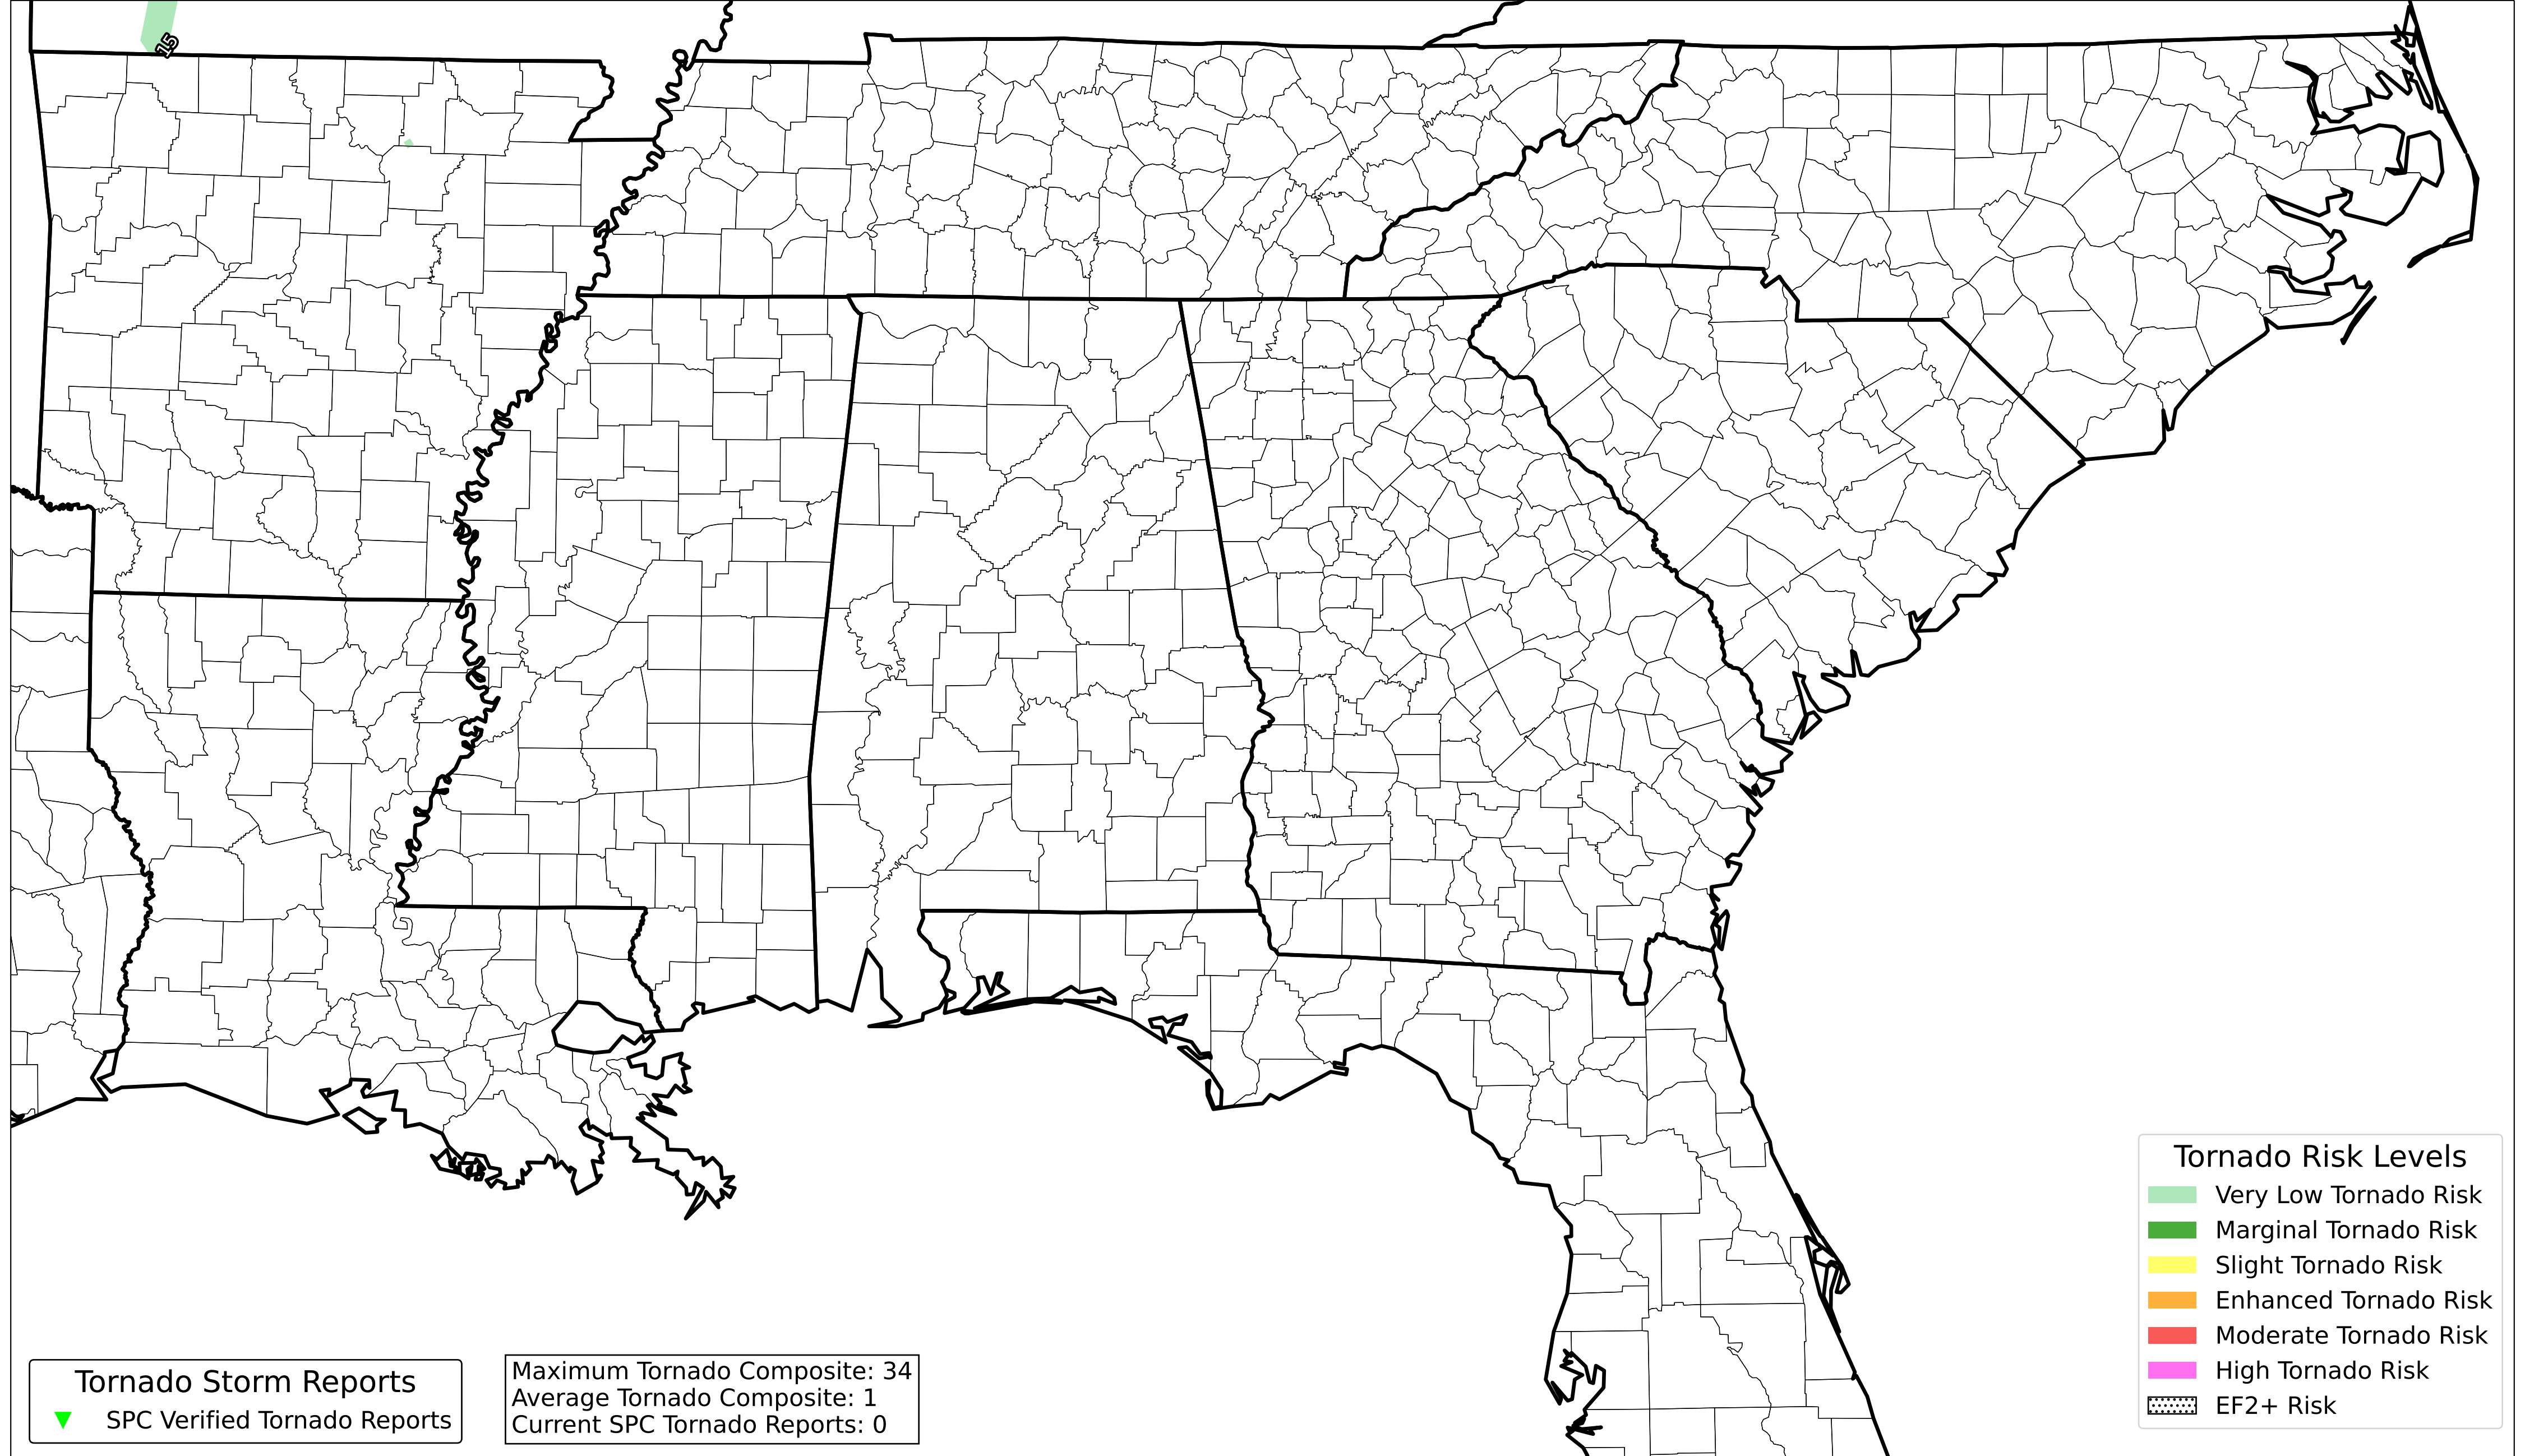 15
Tornado Risk Levels
Very Low Tornado Risk
Marginal Tornado Risk
Slight Tornado Risk
Enhanced Tornado Risk
Moderate Tornado Risk
High Tornado Risk
EF2+ Risk
Tornado Storm Reports
SPC Verified Tornado Reports
Maximum Tornado Composite: 34
Average Tornado Composite: 1
Current SPC Tornado Reports: 0